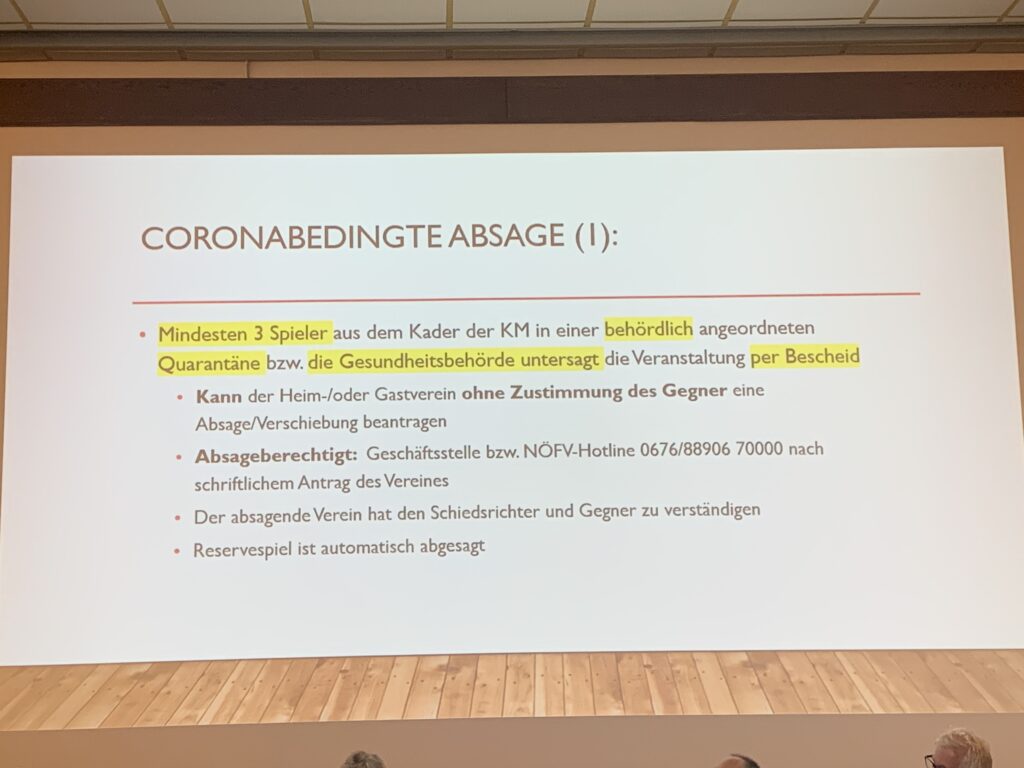 CORONABEDINGTE ABSAGE (1):
• Mindesten 3 Spieler aus dem Kader der KM in einer behördlich angeordneten
Quarantäne bzw. die Gesundheitsbehörde untersagt die Veranstaltung per Bescheid
• Kann der Heim-/oder Gastverein ohne Zustimmung des Gegner eine
Absage/Verschiebung beantragen
• Absageberechtigt: Geschäftsstelle bzw. NÖFV-Hotline 0676/88906 70000 nach
schriftlichem Antrag des Vereines
• Der absagende Verein hat den Schiedsrichter und Gegner zu verständigen
• Reservespiel ist automatisch abgesagt